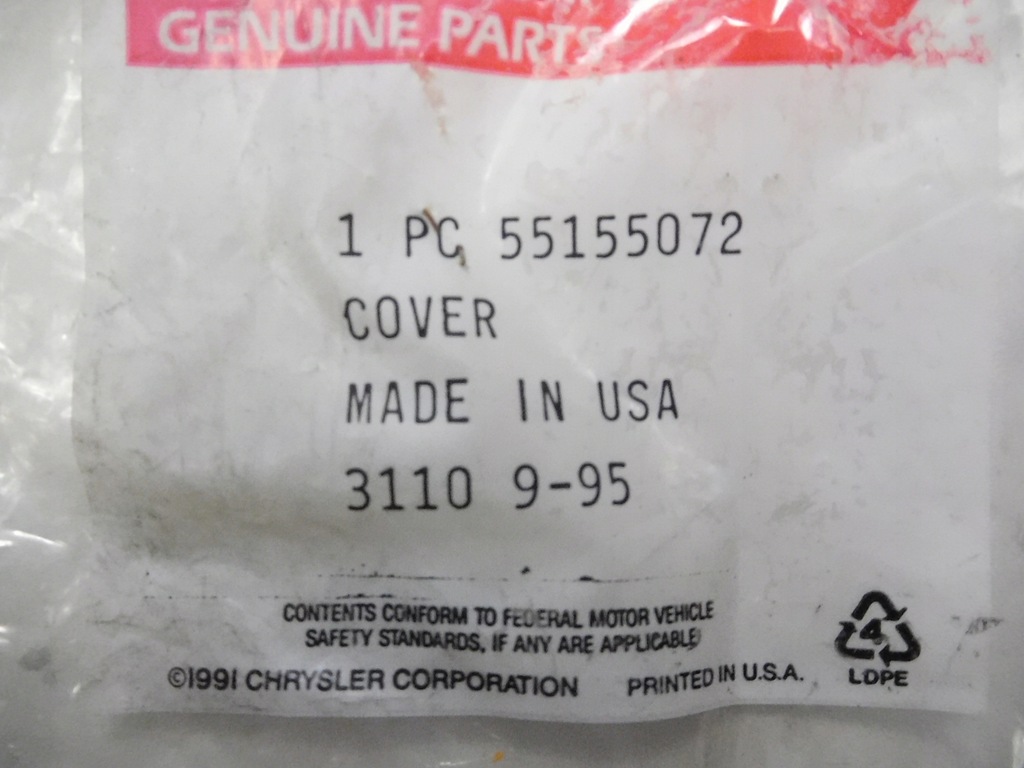 GENUINE PARTS
1 PC 55155072
COVER
MADE IN USA
3110 9-95
CONTENTS CONFORM TO FEDERAL MOTOR VEHICLE
SAFETY STANDARDS, IF ANY ARE APPLICABLE
©1991 CHRYSLER CORPORATION PRINTED IN U.S.A.
4
LDPE